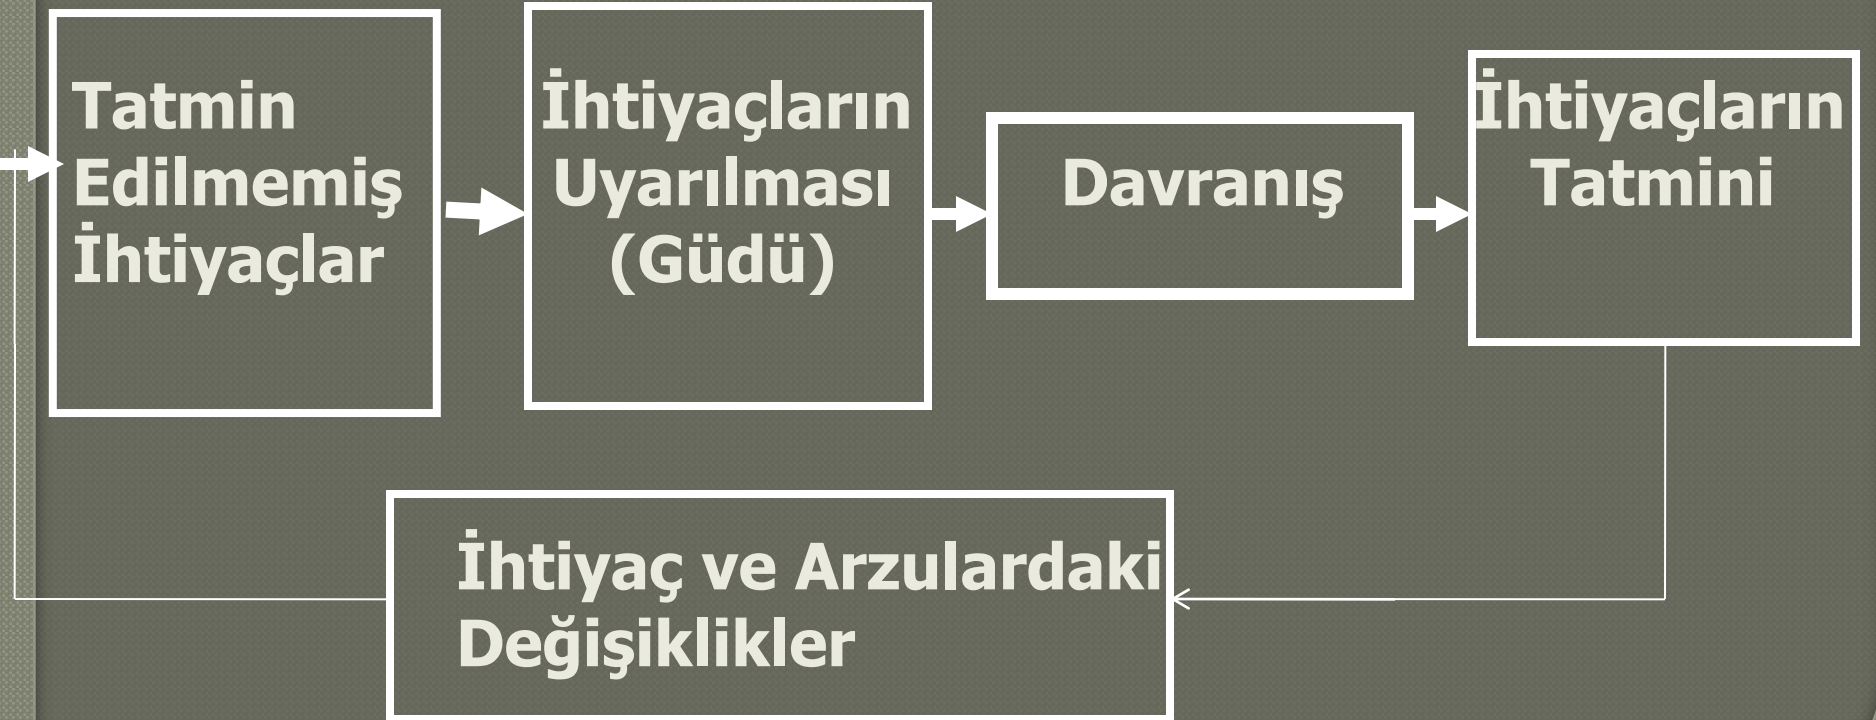 Tatmin
Edilmemiş
İhtiyaçlar
İhtiyaçların
Uyarılması
(Güdü)
Davranış
İhtiyaçların
Tatmini
İhtiyaç ve Arzulardaki
Değişiklikler